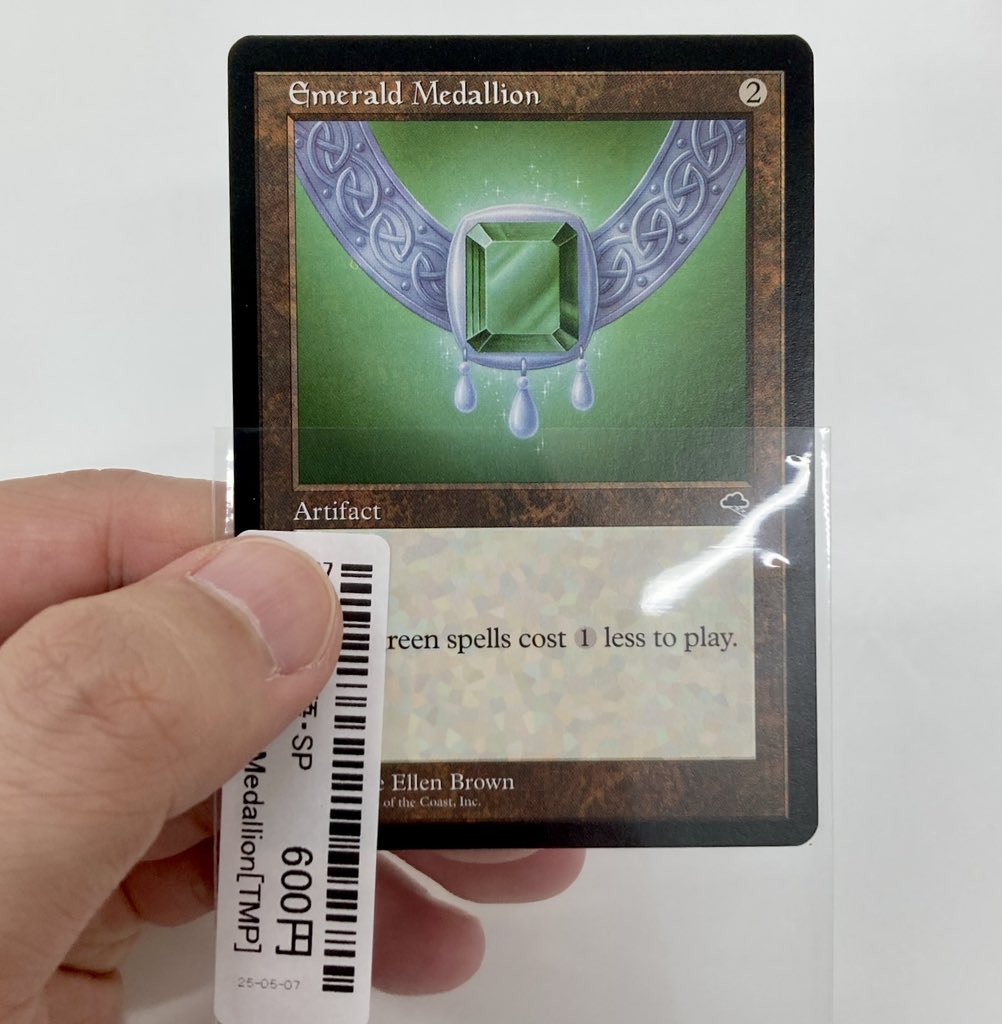 Emerald Medallion
2
Artifact
reen spells cost 1 less to play.
Ellen Brown
of the Coast, Inc.
7
・SP
Medallion[TMP]
600円
25-05-07